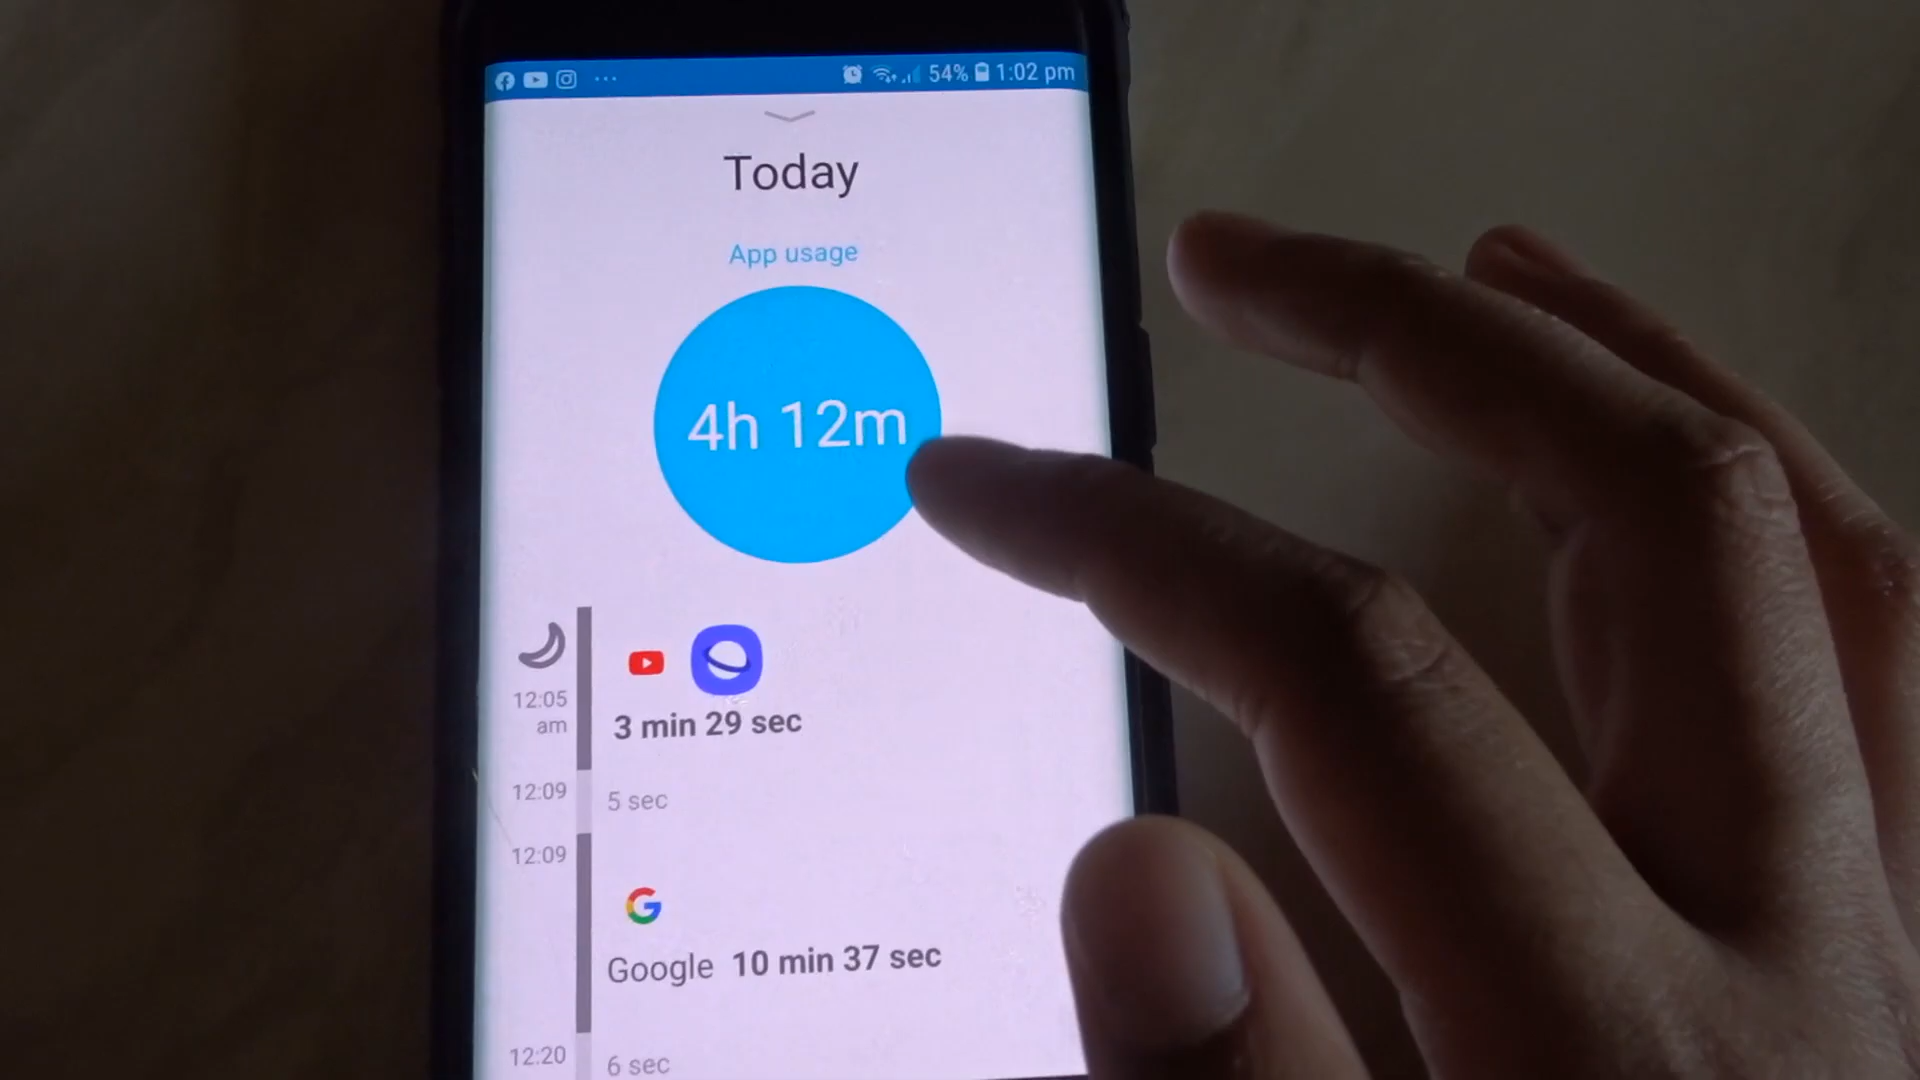 54% 1:02 pm
Today
App usage
4h 12m
12:05
am
3 min 29 sec
12:09
5 sec
12:09
Google 10 min 37 sec
12:20
6 sec